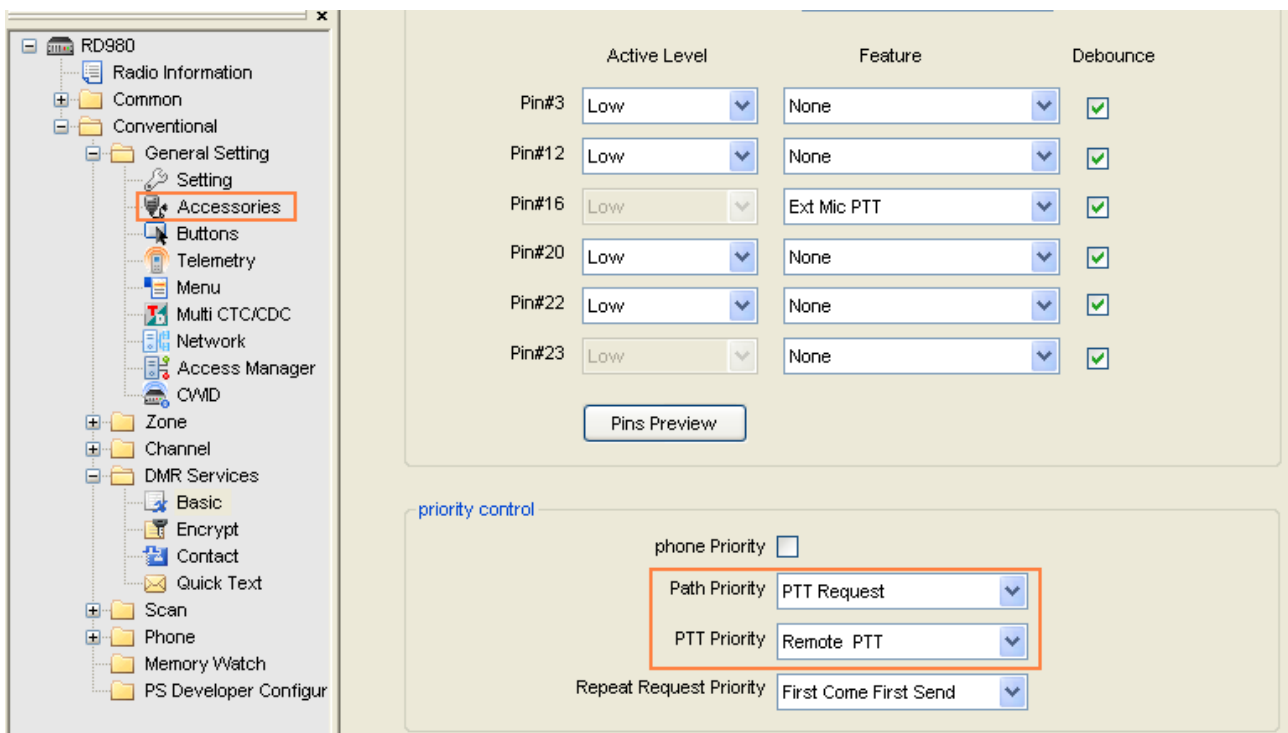 x
RD980
Radio Information
Common
Conventional
General Setting
Setting
Accessories
Buttons
Telemetry
Menu
Multi CTC/CDC
Network
Access Manager
CWID
Zone
Channel
DMR Services
Basic
Encrypt
Contact
Quick Text
Scan
Phone
Memory Watch
PS Developer Configur
Active Level Feature Debounce
Pin#3 Low None
Pin#12 Low None
Pin#16 Low Ext Mic PTT
Pin#20 Low None
Pin#22 Low None
Pin#23 Low None
Pins Preview
priority control
phone Priority
Path Priority PTT Request
PTT Priority Remote PTT
Repeat Request Priority First Come First Send